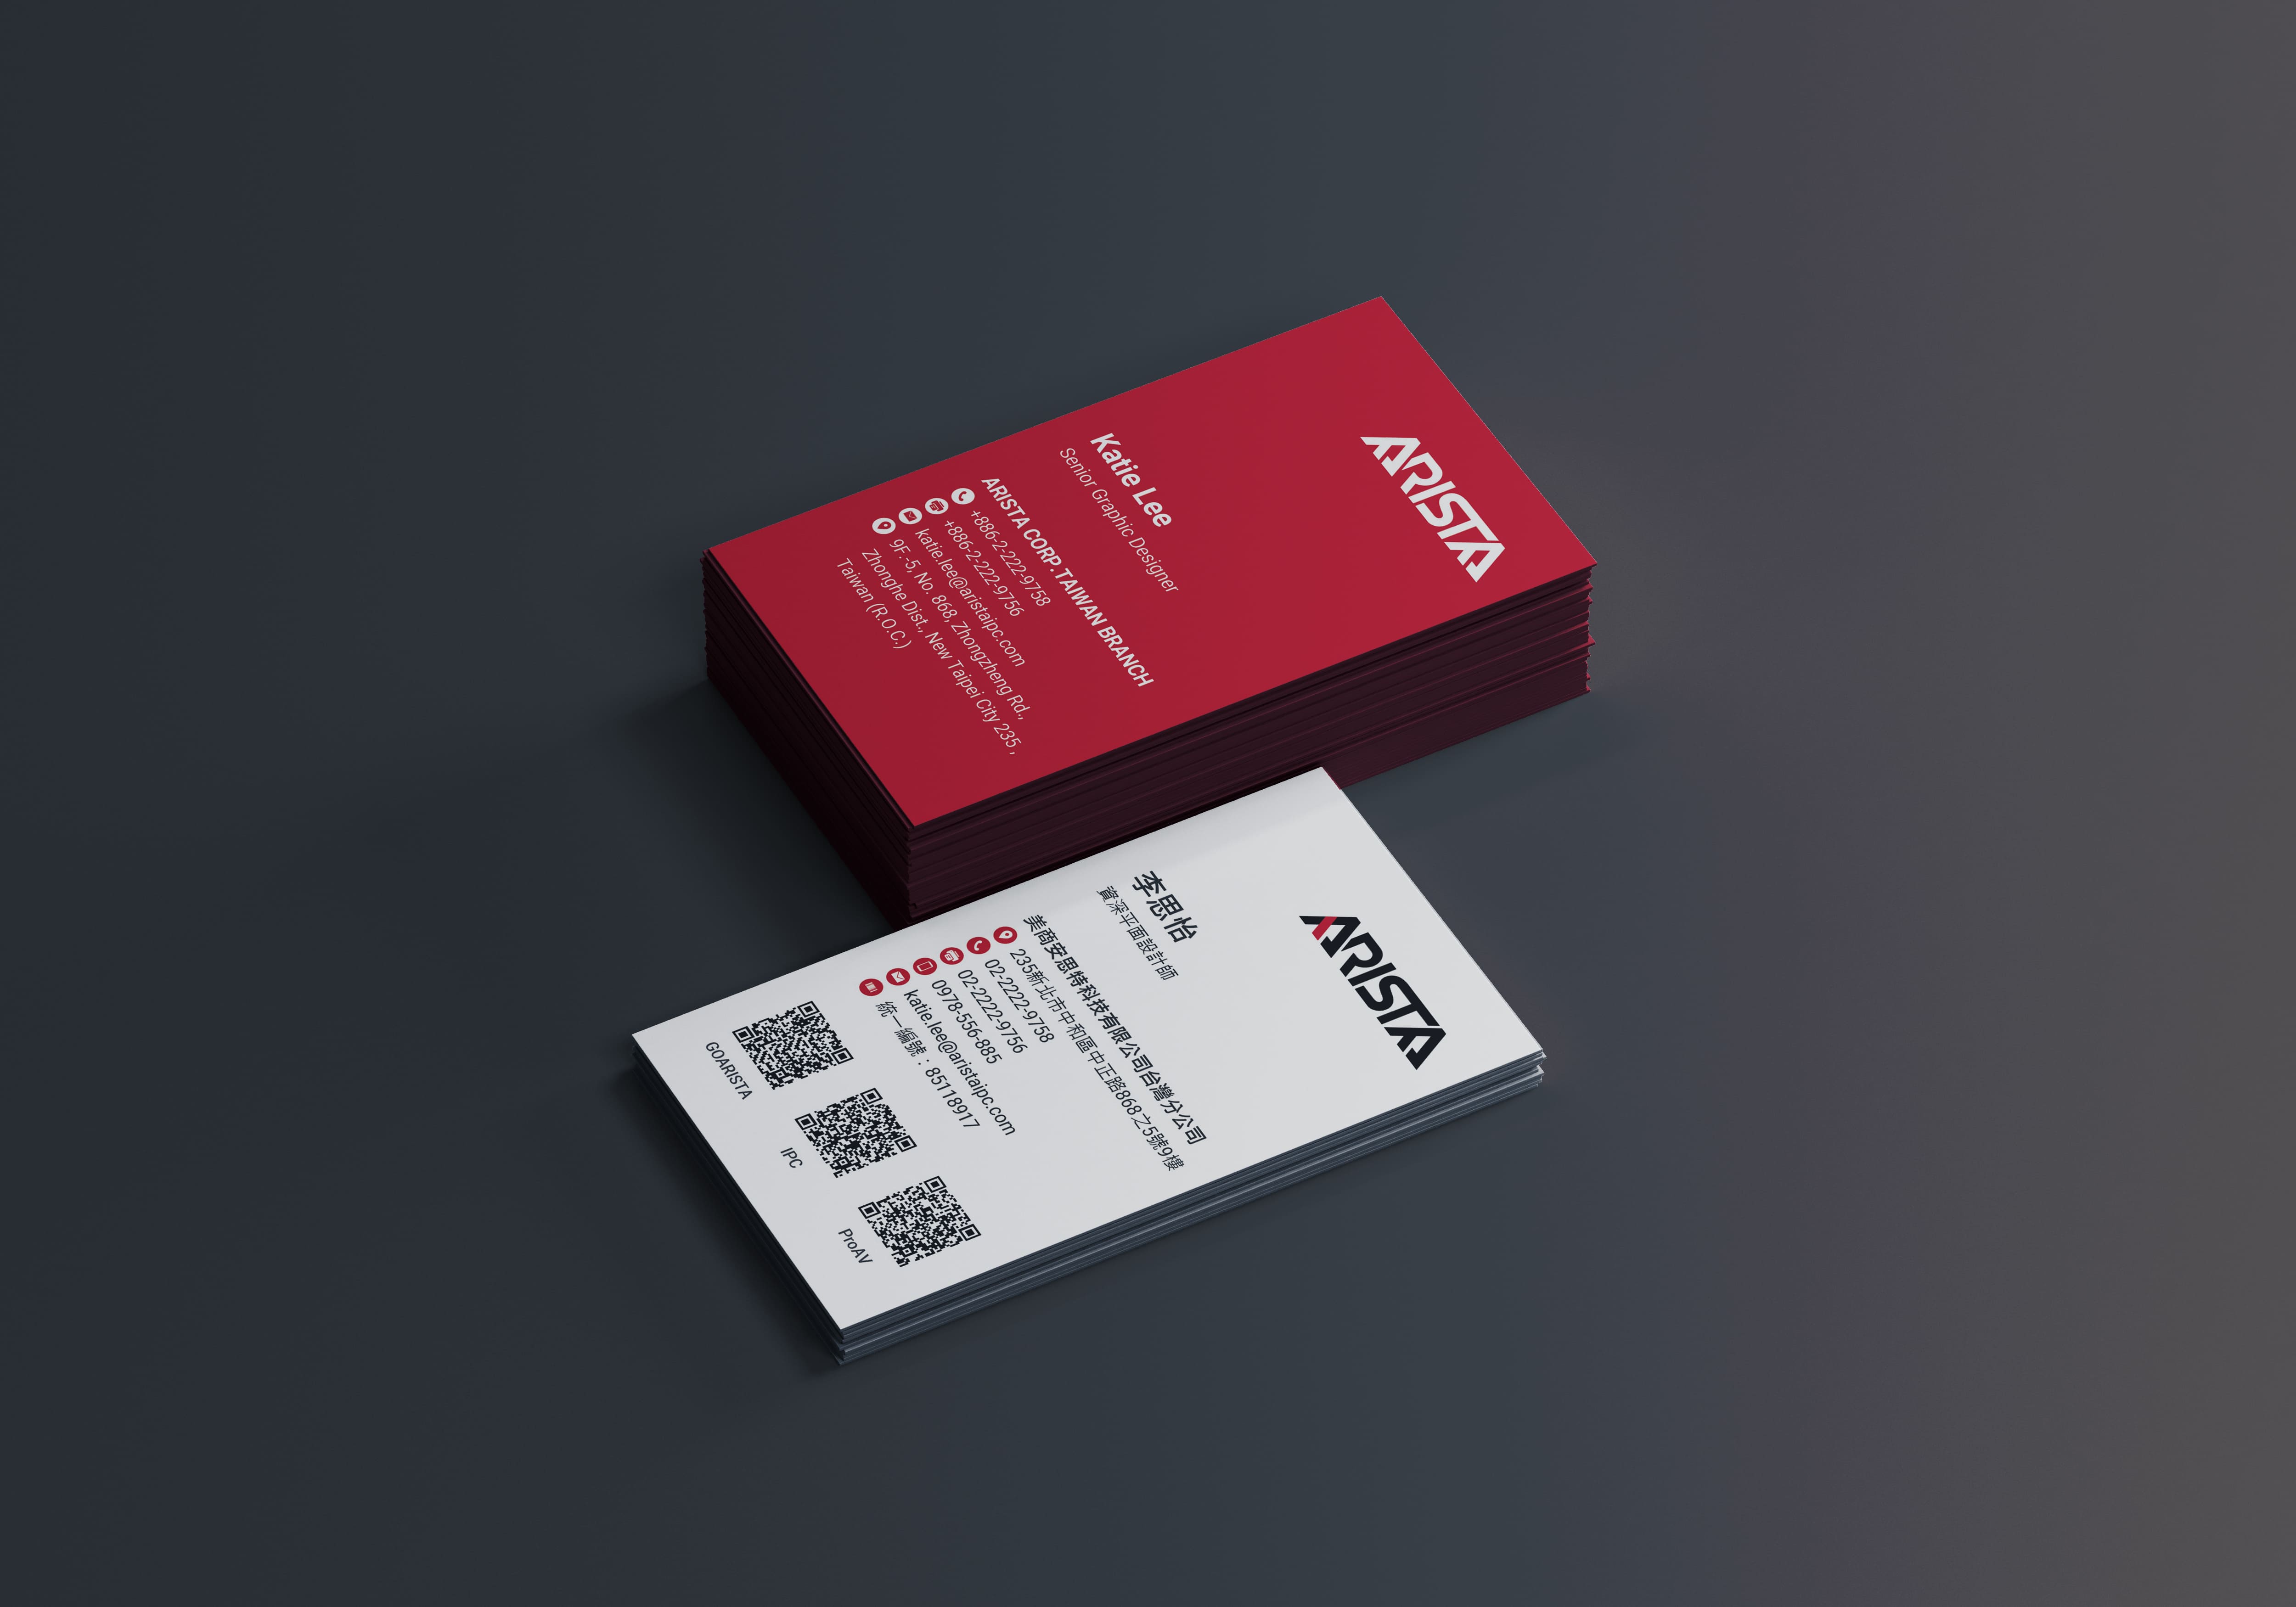 ARISTA
Katie Lee
Senior Graphic Designer
ARISTA CORP.TAIWAN BRANCH
+886-2-222-9758
+886-2-222-9756
katie.lee@aristaipc.com
9F.-5, No. 868, Zhongzheng Rd.,
Zhonghe Dist., New Taipei City 235 ,
Taiwan (R.O.C.)
ARISTA
李思怡
資深平面設計師
美商安思特科技有限公司台灣分公司
235新北市中和區中正路868之5號9樓
02-2222-9758
02-2222-9756
0978-556-885
katie.lee@aristaipc.com
統一編號：85118917
GOARISTA
IPC
ProAV